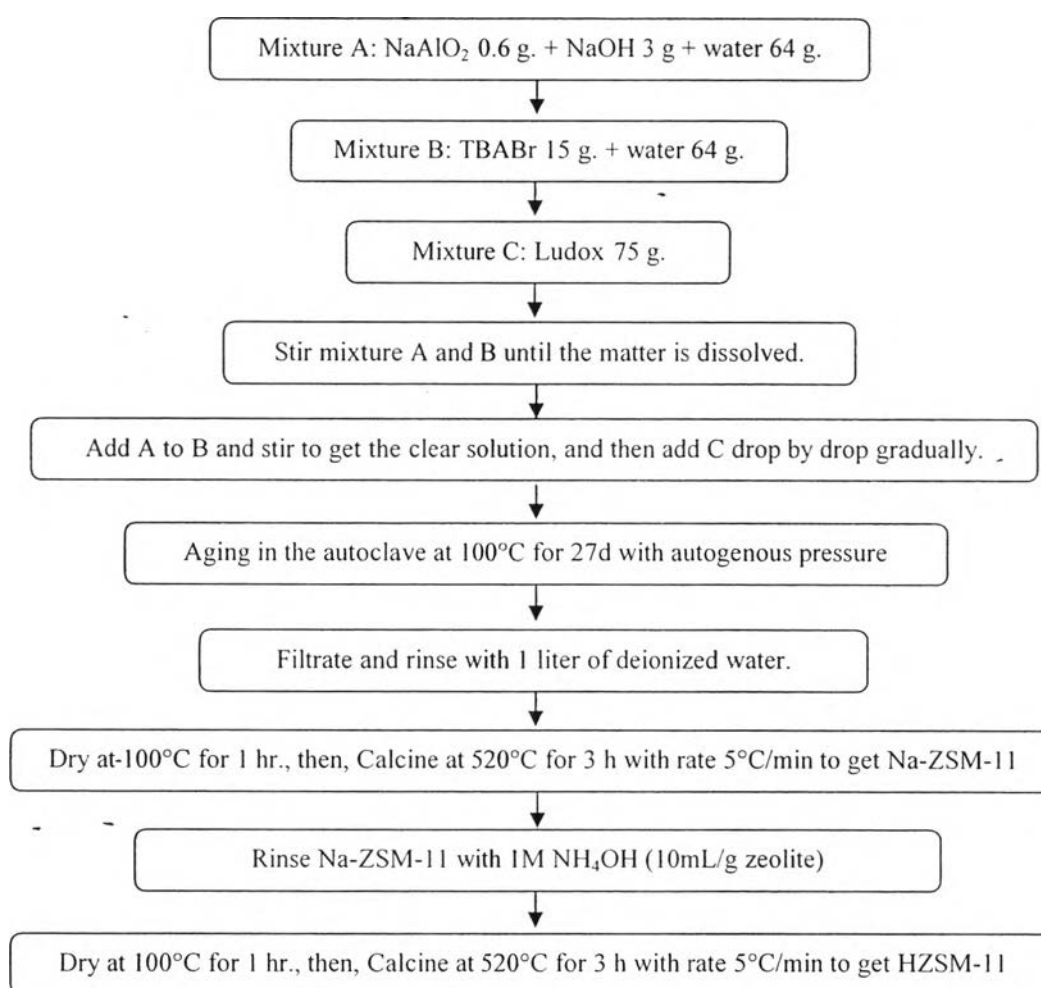 Mixture A: NaAlO₂ 0.6 g. + NaOH 3 g + water 64 g.
Mixture B: TBABr 15 g. + water 64 g.
Mixture C: Ludox 75 g.
Stir mixture A and B until the matter is dissolved.
Add A to B and stir to get the clear solution, and then add C drop by drop gradually.
Aging in the autoclave at 100°C for 27d with autogenous pressure
Filtrate and rinse with 1 liter of deionized water.
Dry at 100°C for 1 hr., then, Calcine at 520°C for 3 h with rate 5°C/min to get Na-ZSM-11
Rinse Na-ZSM-11 with 1M NH₄OH (10mL/g zeolite)
Dry at 100°C for 1 hr., then, Calcine at 520°C for 3 h with rate 5°C/min to get HZSM-11